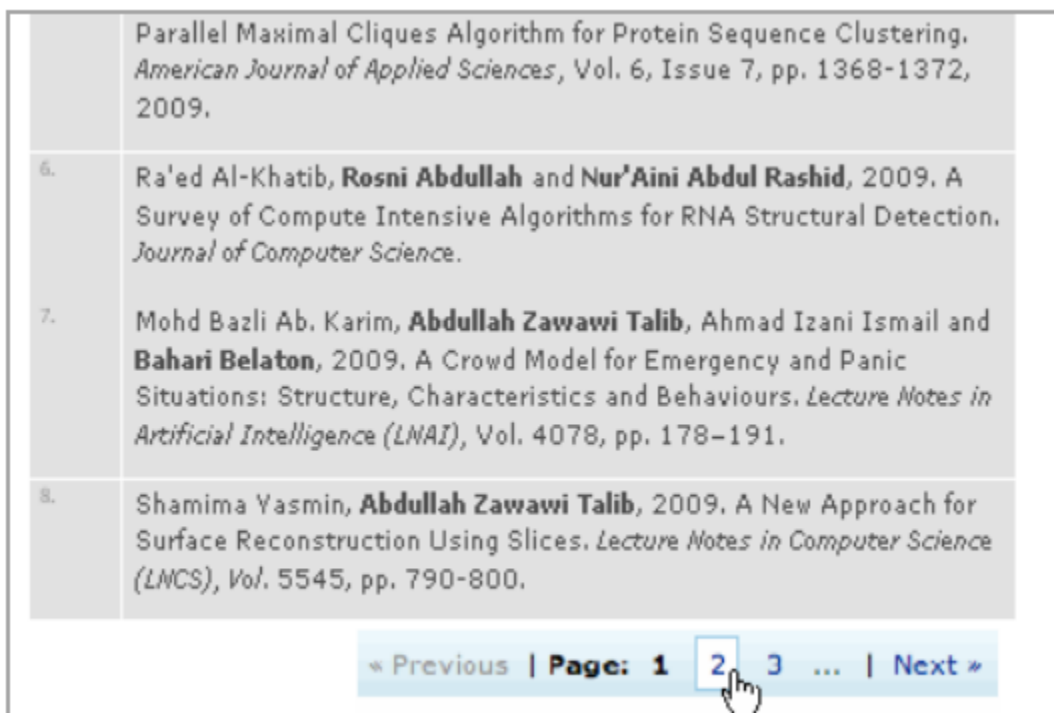 Parallel Maximal Cliques Algorithm for Protein Sequence Clustering.
American Journal of Applied Sciences, Vol. 6, Issue 7, pp. 1368-1372,
2009.
6. Ra'ed Al-Khatib, Rosni Abdullah and Nur'Aini Abdul Rashid, 2009. A
Survey of Compute Intensive Algorithms for RNA Structural Detection.
Journal of Computer Science.
7. Mohd Bazli Ab. Karim, Abdullah Zawawi Talib, Ahmad Izani Ismail and
Bahari Belaton, 2009. A Crowd Model for Emergency and Panic
Situations: Structure, Characteristics and Behaviours. Lecture Notes in
Artificial Intelligence (LNAI), Vol. 4078, pp. 178–191.
8. Shamima Yasmin, Abdullah Zawawi Talib, 2009. A New Approach for
Surface Reconstruction Using Slices. Lecture Notes in Computer Science
(LNCS), Vol. 5545, pp. 790-800.
« Previous | Page: 1 2 3 ... | Next »